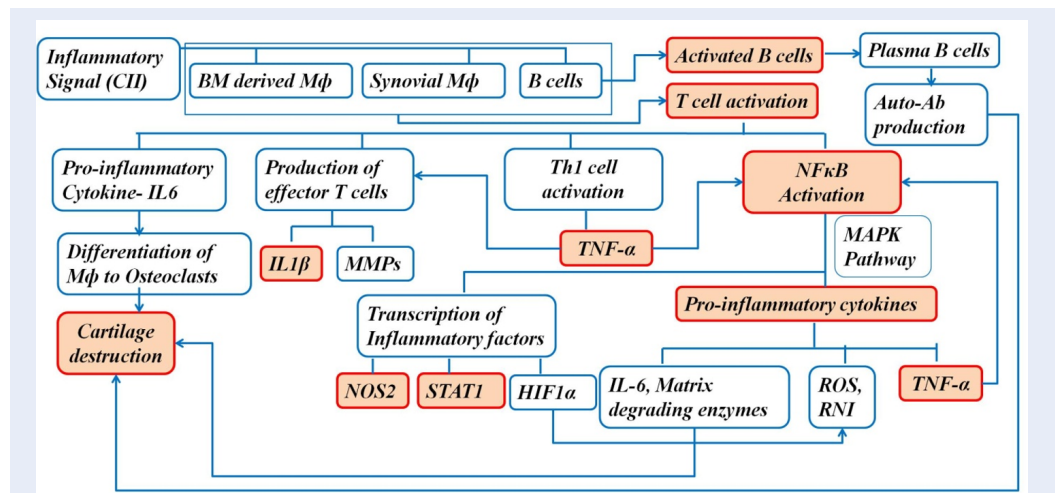 Inflammatory
Signal (CII)
BM derived Mϕ
Synovial Mϕ
B cells
Activated B cells
Plasma B cells
T cell activation
Auto-Ab
production
Pro-inflammatory
Cytokine- IL6
Production of
effector T cells
Th1 cell
activation
NFκB
Activation
Differentiation of
Mϕ to Osteoclasts
IL1β
MMPs
TNF-α
MAPK
Pathway
Cartilage
destruction
Transcription of
Inflammatory factors
Pro-inflammatory cytokines
NOS2
STAT1
HIF1α
IL-6, Matrix
degrading enzymes
ROS,
RNI
TNF-α